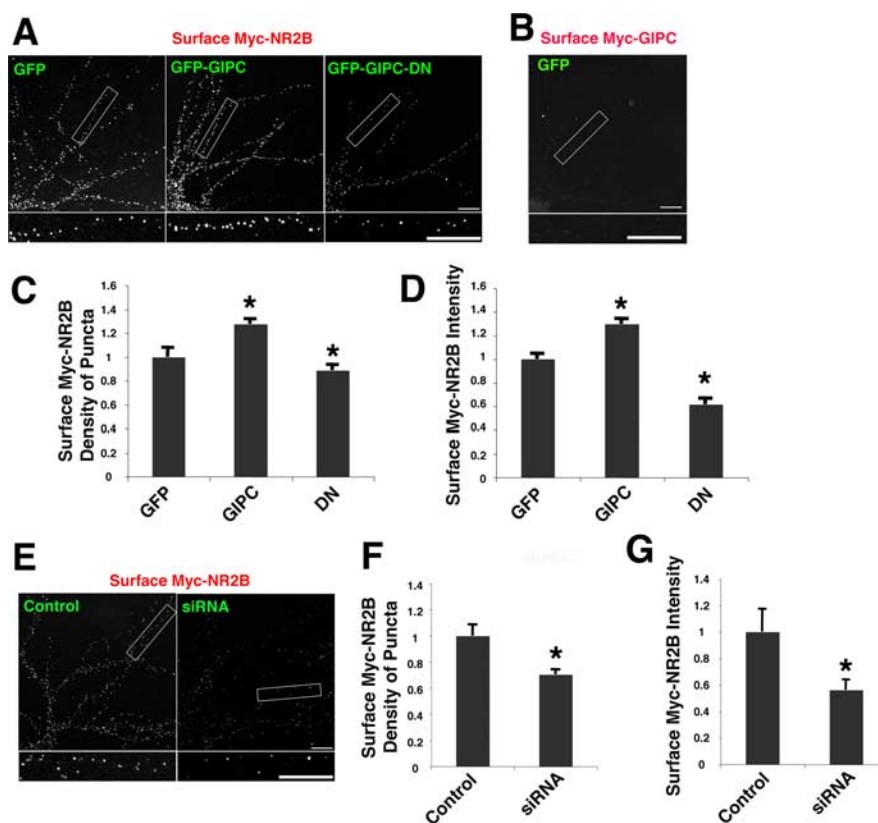 A
Surface Myc-NR2B
GFP
GFP-GIPC
GFP-GIPC-DN
B
Surface Myc-GIPC
GFP
C
Surface Myc-NR2B
Density of Puncta
1.6
1.4
1.2
1
0.8
0.6
0.4
0.2
0
*
*
GFP
GIPC
DN
D
Surface Myc-NR2B Intensity
1.6
1.4
1.2
1
0.8
0.6
0.4
0.2
0
*
*
GFP
GIPC
DN
E
Surface Myc-NR2B
Control
siRNA
F
Surface Myc-NR2B
Density of Puncta
1.4
1.2
1
0.8
0.6
0.4
0.2
0
*
Control
siRNA
G
Surface Myc-NR2B Intensity
1.4
1.2
1
0.8
0.6
0.4
0.2
0
*
Control
siRNA